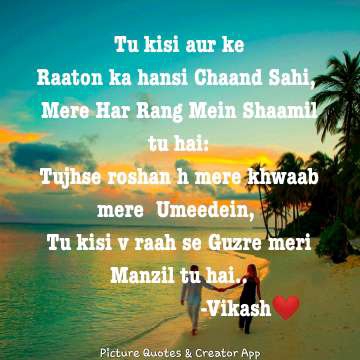 Tu kisi aur ke
Raaton ka hansi Chaand Sahi,
Mere Har Rang Mein Shaamil
tu hai:
Tujhse roshan h mere khwaab
mere Umeedein,
Tu kisi v raah se Guzre meri
Manzil tu hai..
-Vikash❤️
Picture Quotes & Creator App